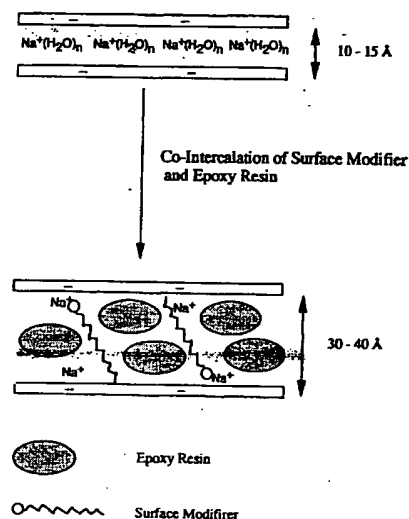 Na⁺(H₂O)n Na⁺(H₂O)n Na⁺(H₂O)n Na⁺(H₂O)n
10 - 15 Å
Co-Intercalation of Surface Modifier
and Epoxy Resin
Na⁺
Na⁺
30 - 40 Å
Na⁺
Na⁺
Epoxy Resin
Surface Modifirer